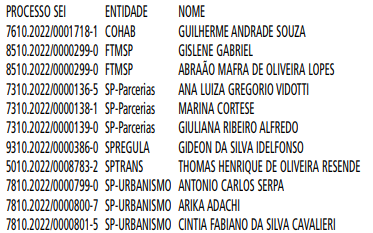 PROCESSO SEI ENTIDADE NOME
7610.2022/0001718-1 COHAB GUILHERME ANDRADE SOUZA
8510.2022/0000299-0 FTMSP GISLENE GABRIEL
8510.2022/0000299-0 FTMSP ABRAÃO MAFRA DE OLIVEIRA LOPES
7310.2022/0000136-5 SP-Parcerias ANA LUIZA GREGORIO VIDOTTI
7310.2022/0000138-1 SP-Parcerias MARINA CORTESE
7310.2022/0000139-0 SP-Parcerias GIULIANA RIBEIRO ALFREDO
9310.2022/0000386-0 SPREGULA GIDEON DA SILVA IDELFONSO
5010.2022/0008783-2 SPTRANS THOMAS HENRIQUE DE OLIVEIRA RESENDE
7810.2022/0000799-0 SP-URBANISMO ANTONIO CARLOS SERPA
7810.2022/0000800-7 SP-URBANISMO ARIKA ADACHI
7810.2022/0000801-5 SP-URBANISMO CINTIA FABIANO DA SILVA CAVALIERI